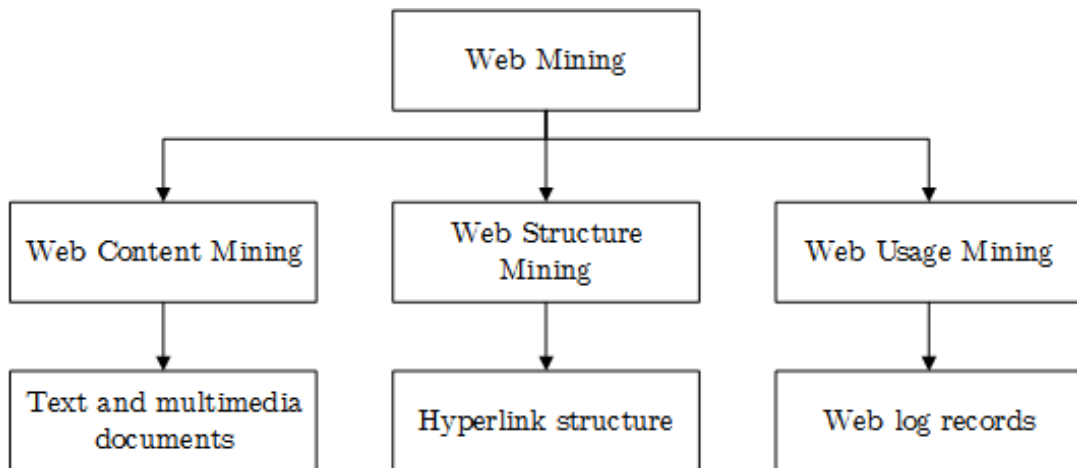 Web Mining
Web Content Mining
Web Structure
Mining
Web Usage Mining
Text and multimedia
documents
Hyperlink structure
Web log records